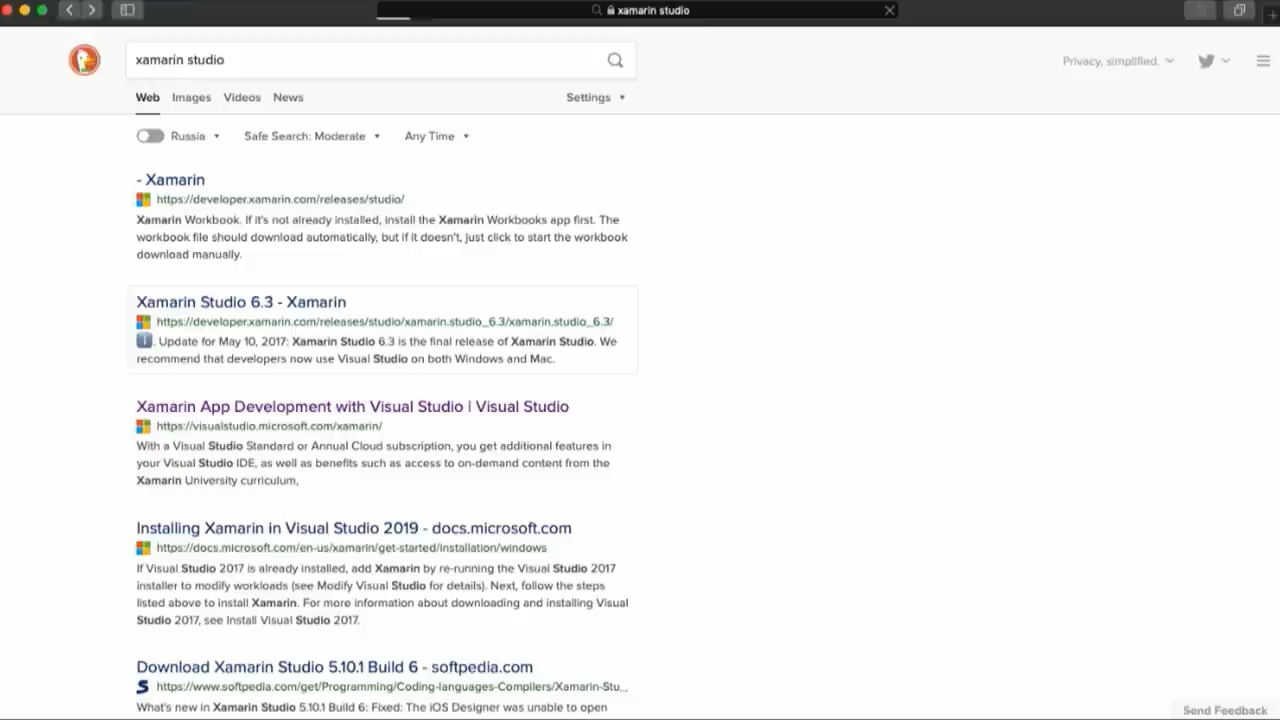 xamarin studio
xamarin studio
Privacy, simplified.
Web Images Videos News Settings
Russia Safe Search: Moderate Any Time
- Xamarin
https://developer.xamarin.com/releases/studio/
Xamarin Workbook. If it's not already installed, install the Xamarin Workbooks app first. The
workbook file should download automatically, but if it doesn't, just click to start the workbook
download manually.
Xamarin Studio 6.3 - Xamarin
https://developer.xamarin.com/releases/studio/xamarin.studio_6.3/xamarin.studio_6.3/
. Update for May 10, 2017: Xamarin Studio 6.3 is the final release of Xamarin Studio. We
recommend that developers now use Visual Studio on both Windows and Mac.
Xamarin App Development with Visual Studio | Visual Studio
https://visualstudio.microsoft.com/xamarin/
With a Visual Studio Standard or Annual Cloud subscription, you get additional features in
your Visual Studio IDE, as well as benefits such as access to on-demand content from the
Xamarin University curriculum,
Installing Xamarin in Visual Studio 2019 - docs.microsoft.com
https://docs.microsoft.com/en-us/xamarin/get-started/installation/windows
If Visual Studio 2017 is already installed, add Xamarin by re-running the Visual Studio 2017
installer to modify workloads (see Modify Visual Studio for details). Next, follow the steps
listed above to install Xamarin. For more information about downloading and installing Visual
Studio 2017, see Install Visual Studio 2017.
Download Xamarin Studio 5.10.1 Build 6 - softpedia.com
https://www.softpedia.com/get/Programming/Coding-languages-Compilers/Xamarin-Stu...
What's new in Xamarin Studio 5.10.1 Build 6: Fixed: The iOS Designer was unable to open
Send Feedback